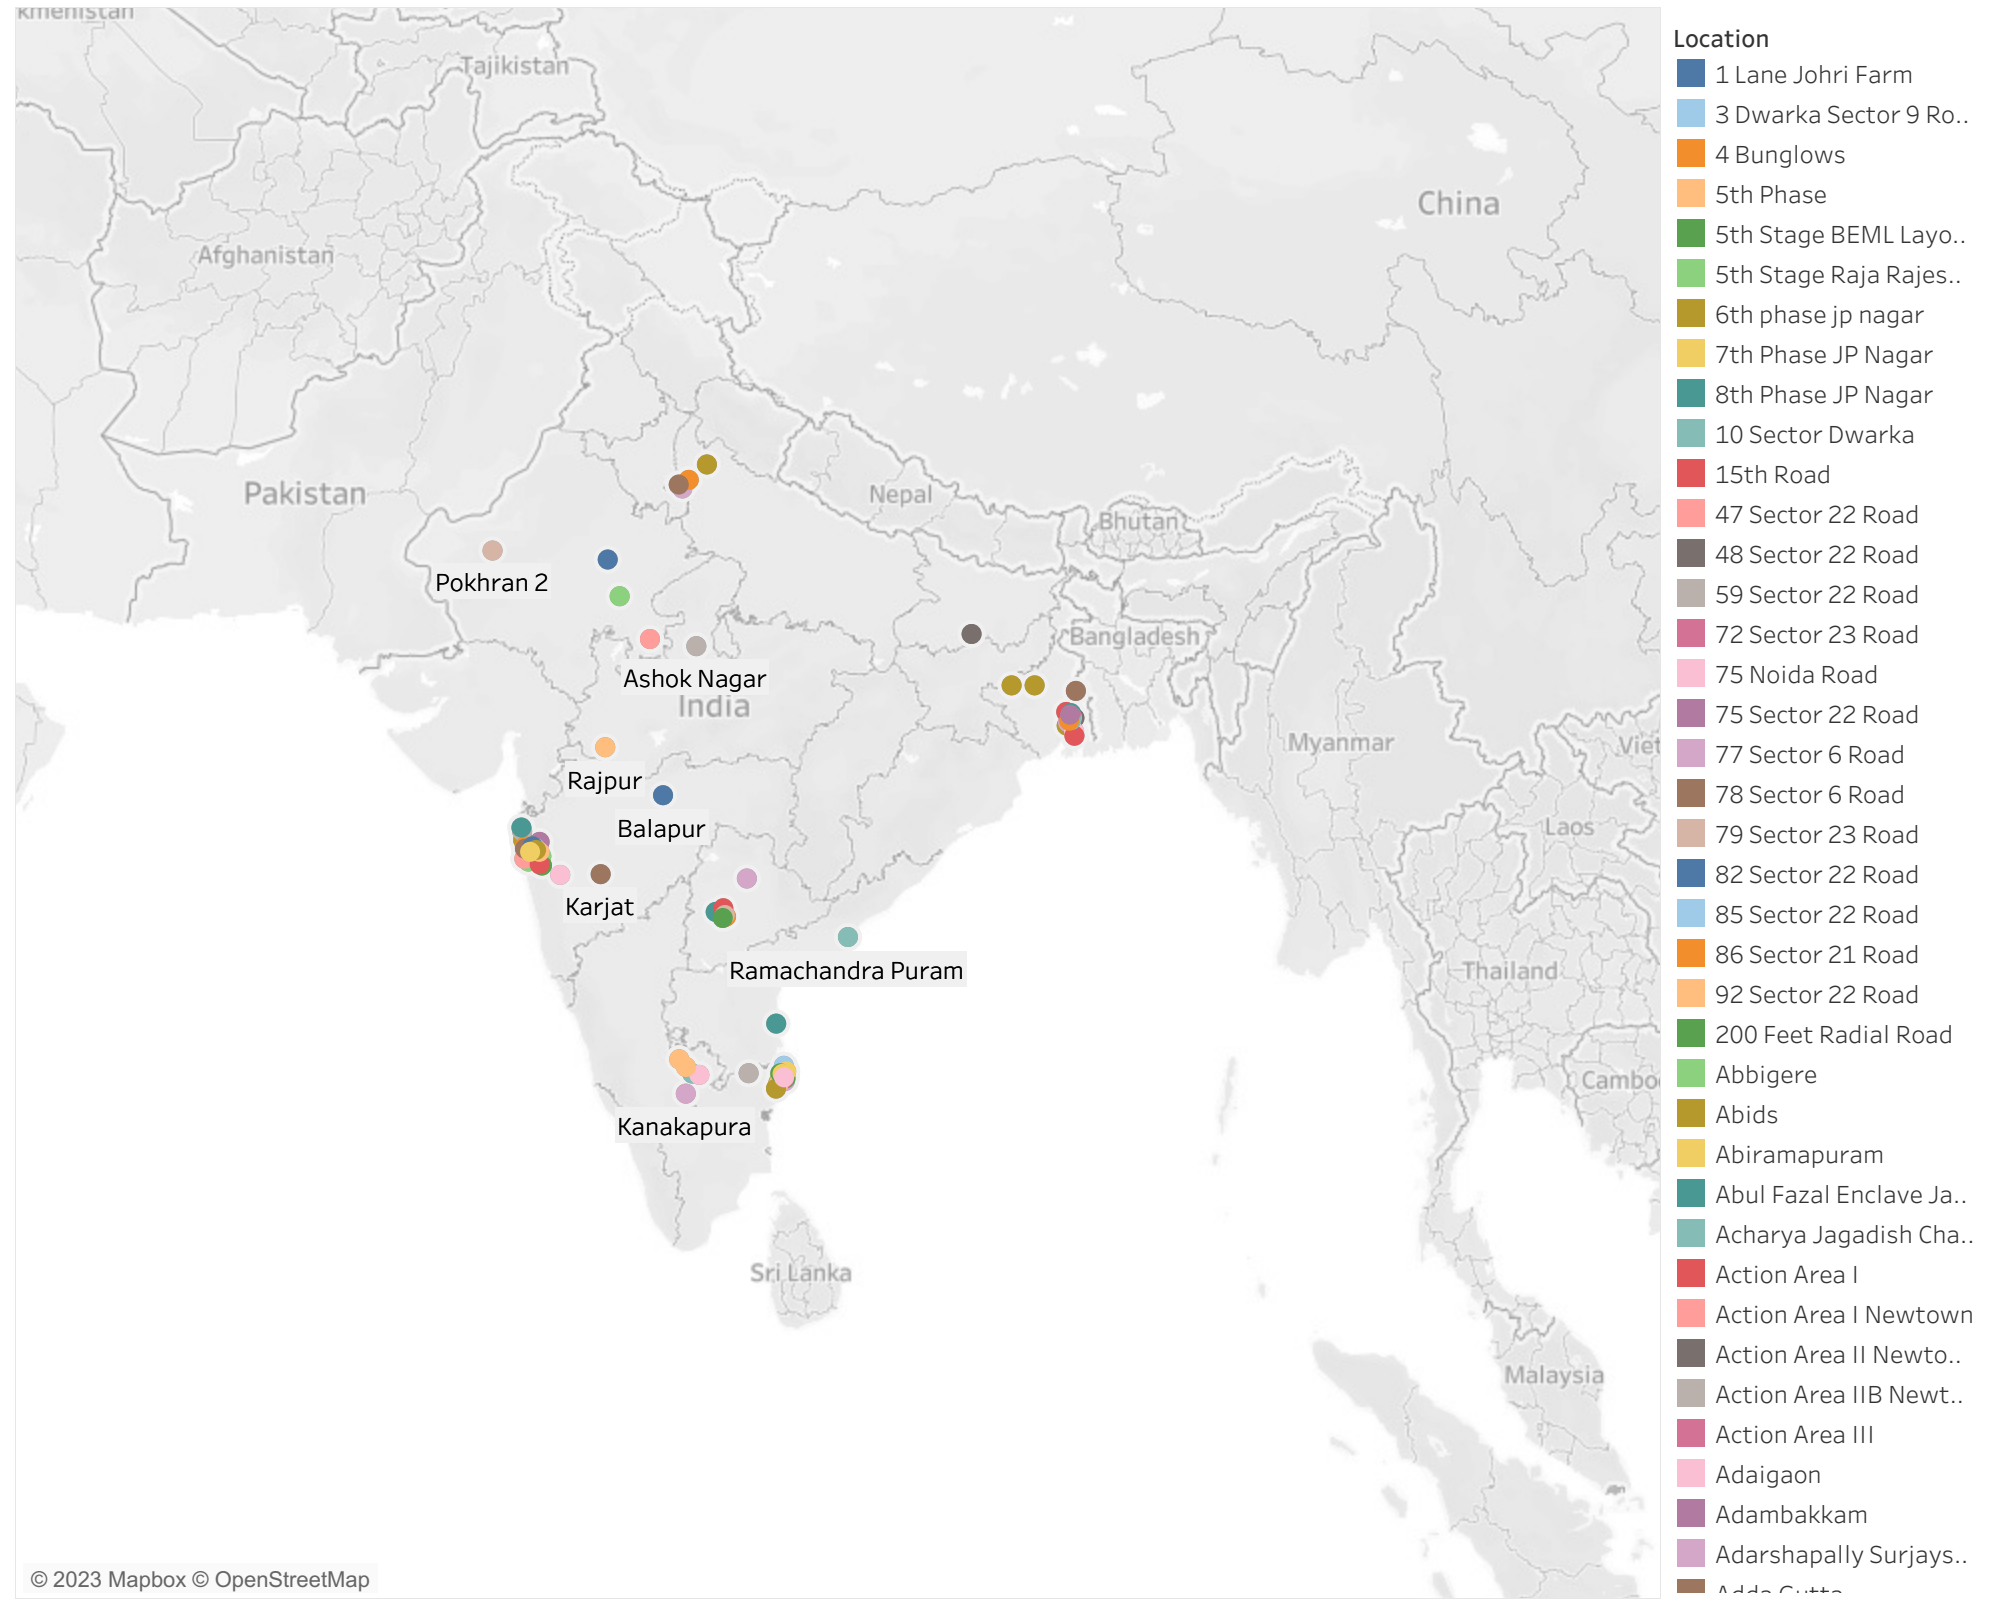 kmenistan
Tajikistan
China
Afghanistan
Pakistan
Nepal
Bhutan
Pokhran 2
Bangladesh
Ashok Nagar
India
Myanmar
Viet
Rajpur
Balapur
Laos
Karjat
Ramachandra Puram
Thailand
Cambo
Kanakapura
Sri Lanka
Malaysia
© 2023 Mapbox © OpenStreetMap
Location
1 Lane Johri Farm
3 Dwarka Sector 9 Ro..
4 Bunglows
5th Phase
5th Stage BEML Layo..
5th Stage Raja Rajes..
6th phase jp nagar
7th Phase JP Nagar
8th Phase JP Nagar
10 Sector Dwarka
15th Road
47 Sector 22 Road
48 Sector 22 Road
59 Sector 22 Road
72 Sector 23 Road
75 Noida Road
75 Sector 22 Road
77 Sector 6 Road
78 Sector 6 Road
79 Sector 23 Road
82 Sector 22 Road
85 Sector 22 Road
86 Sector 21 Road
92 Sector 22 Road
200 Feet Radial Road
Abbigere
Abids
Abiramapuram
Abul Fazal Enclave Ja..
Acharya Jagadish Cha..
Action Area I
Action Area I Newtown
Action Area II Newto..
Action Area IIB Newt..
Action Area III
Adaigaon
Adambakkam
Adarshapally Surjays..
Adda Gutta